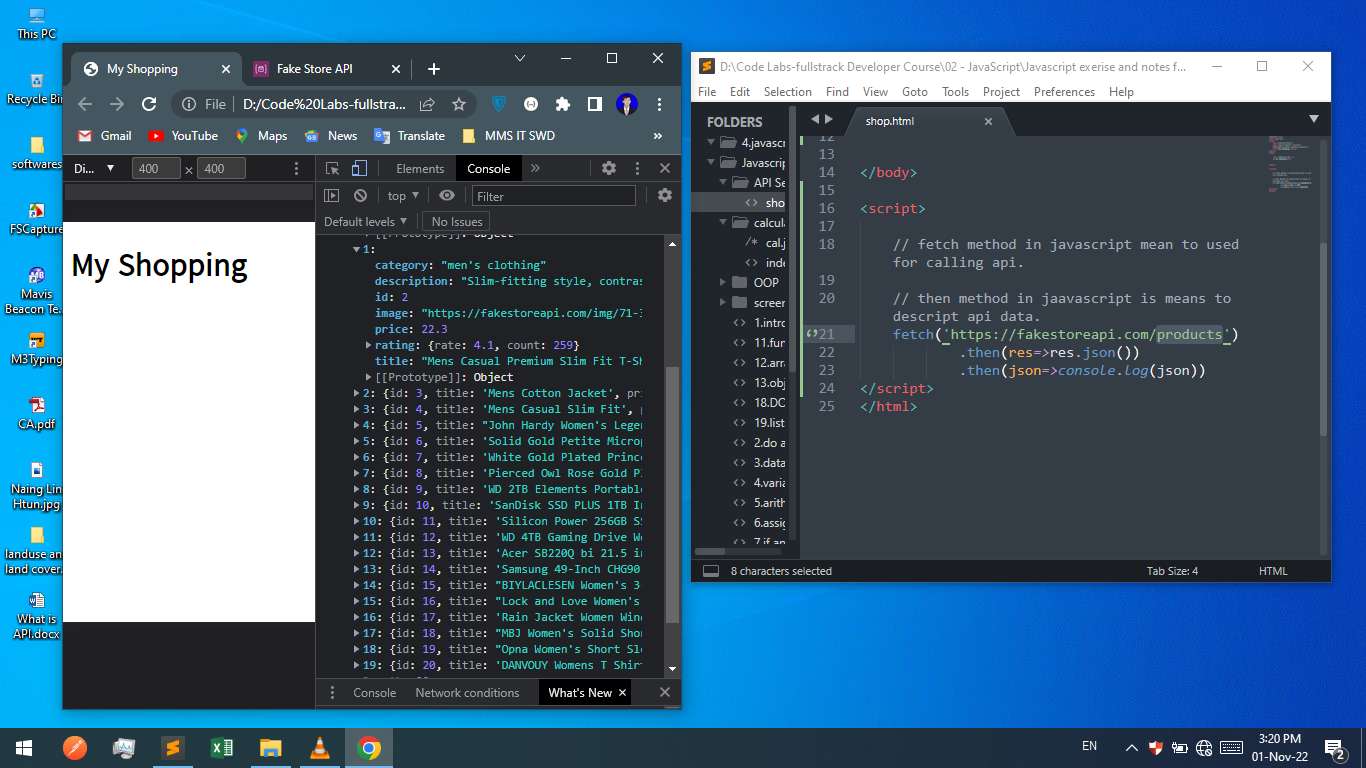 This PC
Recycle Bin
softwares
FSCapture
Mavis
Beacon Te...
M3Typing
CA.pdf
Naing Lin
Htun.jpg
landuse an
land cover.
What is
API.docx
My Shopping
Fake Store API
File
D:/Code%20Labs-fullstra...
Gmail
YouTube
Maps
News
Translate
MMS IT SWD
»
Di...
400
×
400
Elements
Console
»
top
Filter
Default levels
No Issues
[[Prototype]]: Object
1:
category: "men's clothing"
description: "Slim-fitting style, contras
id: 2
image: "https://fakestoreapi.com/img/71-3
price: 22.3
rating: {rate: 4.1, count: 259}
title: "Mens Casual Premium Slim Fit T-Sh
[[Prototype]]: Object
2: {id: 3, title: 'Mens Cotton Jacket', pri
3: {id: 4, title: 'Mens Casual Slim Fit', p
4: {id: 5, title: "John Hardy Women's Legen
5: {id: 6, title: 'Solid Gold Petite Microp
6: {id: 7, title: 'White Gold Plated Prince
7: {id: 8, title: 'Pierced Owl Rose Gold Pl
8: {id: 9, title: 'WD 2TB Elements Portable
9: {id: 10, title: 'SanDisk SSD PLUS 1TB In
10: {id: 11, title: 'Silicon Power 256GB SS
11: {id: 12, title: 'WD 4TB Gaming Drive Wo
12: {id: 13, title: 'Acer SB220Q bi 21.5 in
13: {id: 14, title: 'Samsung 49-Inch CHG90
14: {id: 15, title: "BIYLACLESEN Women's 3-
15: {id: 16, title: "Lock and Love Women's
16: {id: 17, title: 'Rain Jacket Women Wind
17: {id: 18, title: "MBJ Women's Solid Shor
18: {id: 19, title: "Opna Women's Short Sle
19: {id: 20, title: 'DANVOUY Womens T Shirt
Console
Network conditions
What's New
My Shopping
D:\Code Labs-fullstrack Developer Course\02 - JavaScript\Javascript exerise and notes f...
File
Edit
Selection
Find
View
Goto
Tools
Project
Preferences
Help
FOLDERS
4.javascr
Javascrip
API Se
sho
calcula
/* cal.j
<> inde
OOP
screen
<> 1.intro
<> 11.fun
<> 12.arra
<> 13.obj
<> 18.DO
<> 19.list
<> 2.do a
<> 3.data
<> 4.varia
<> 5.arith
<> 6.assig
<> 7.if an
shop.html
12
13
14 </body>
15
16 <script>
17
18 // fetch method in javascript mean to used
for calling api.
19
20 // then method in jaavascript is means to
descript api data.
21 fetch('https://fakestoreapi.com/products')
22 .then(res=>res.json())
23 .then(json=>console.log(json))
24 </script>
25 </html>
8 characters selected
Tab Size: 4
HTML
EN
3:20 PM
01-Nov-22
2